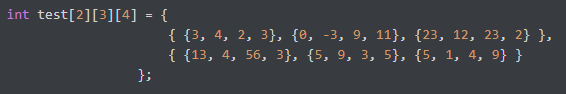 int test[2][3][4] = {
{ {3, 4, 2, 3}, {0, -3, 9, 11}, {23, 12, 23, 2} },
{ {13, 4, 56, 3}, {5, 9, 3, 5}, {5, 1, 4, 9} }
};